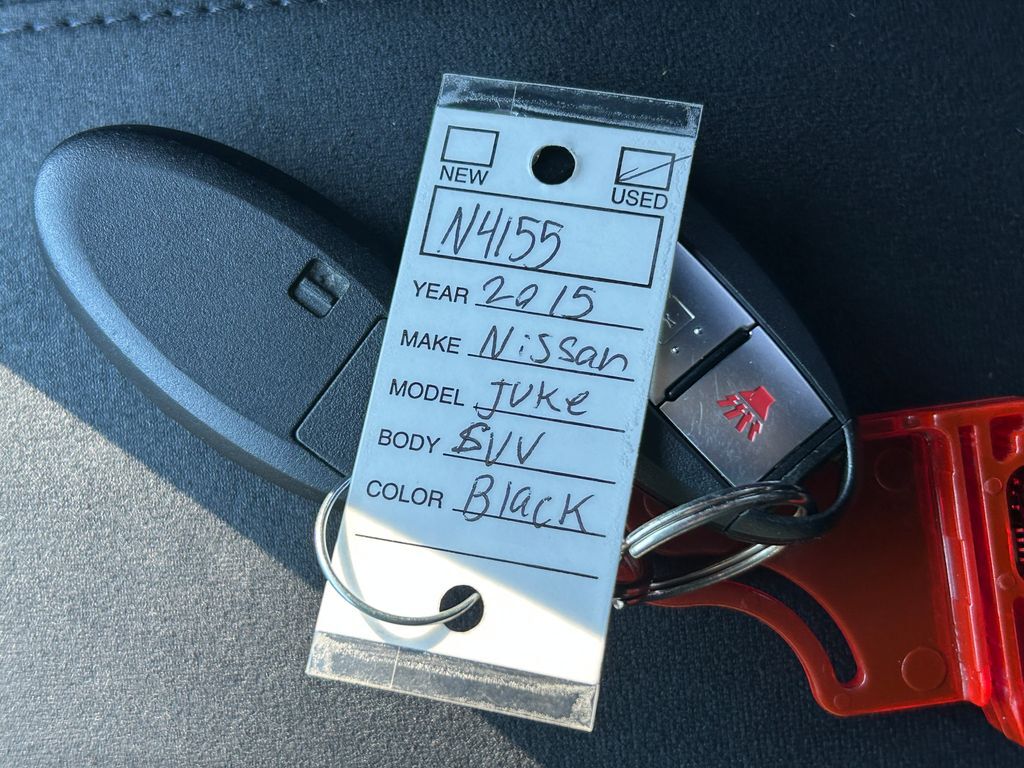 NEW USED
N4155
YEAR 2015
MAKE Nissan
MODEL JUKe
BODY SUV
COLOR Black